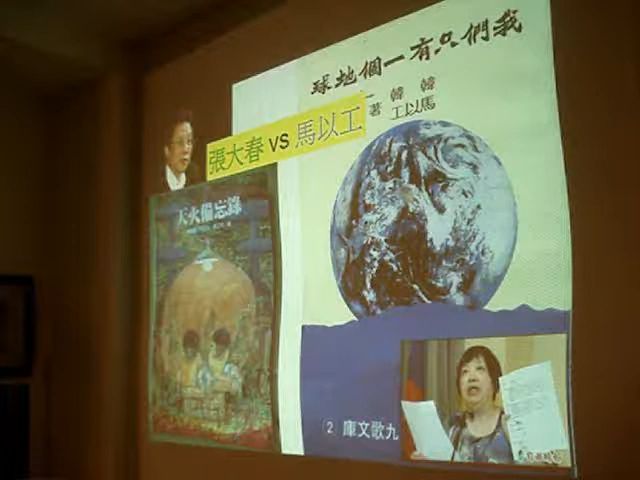 我們只有一個地球
韓韓
馬以工 著
張大春 vs 馬以工
天火備忘錄
九歌文庫 ②